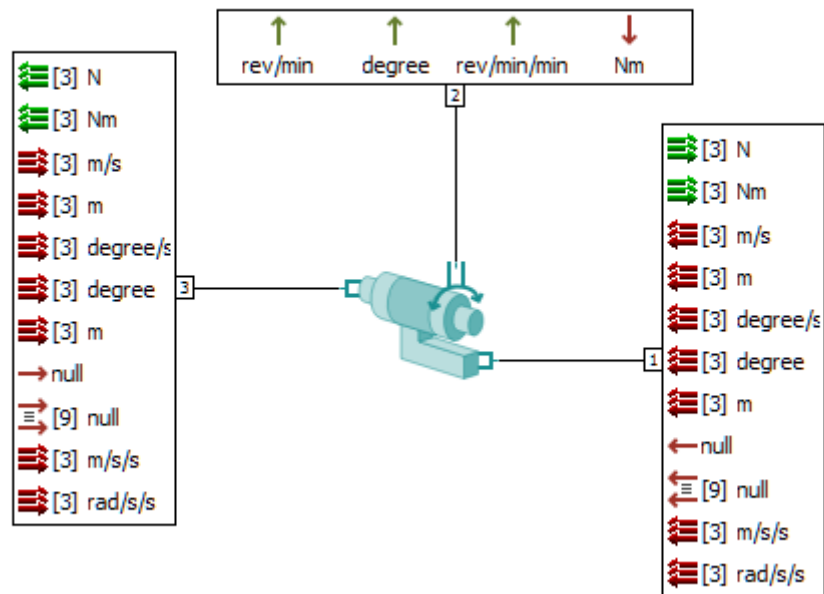 rev/min degree rev/min/min Nm
2
[3] N
[3] Nm
[3] m/s
[3] m
[3] degree/s
[3] degree
[3] m
null
[9] null
[3] m/s/s
[3] rad/s/s
3
1
[3] N
[3] Nm
[3] m/s
[3] m
[3] degree/s
[3] degree
[3] m
null
[9] null
[3] m/s/s
[3] rad/s/s